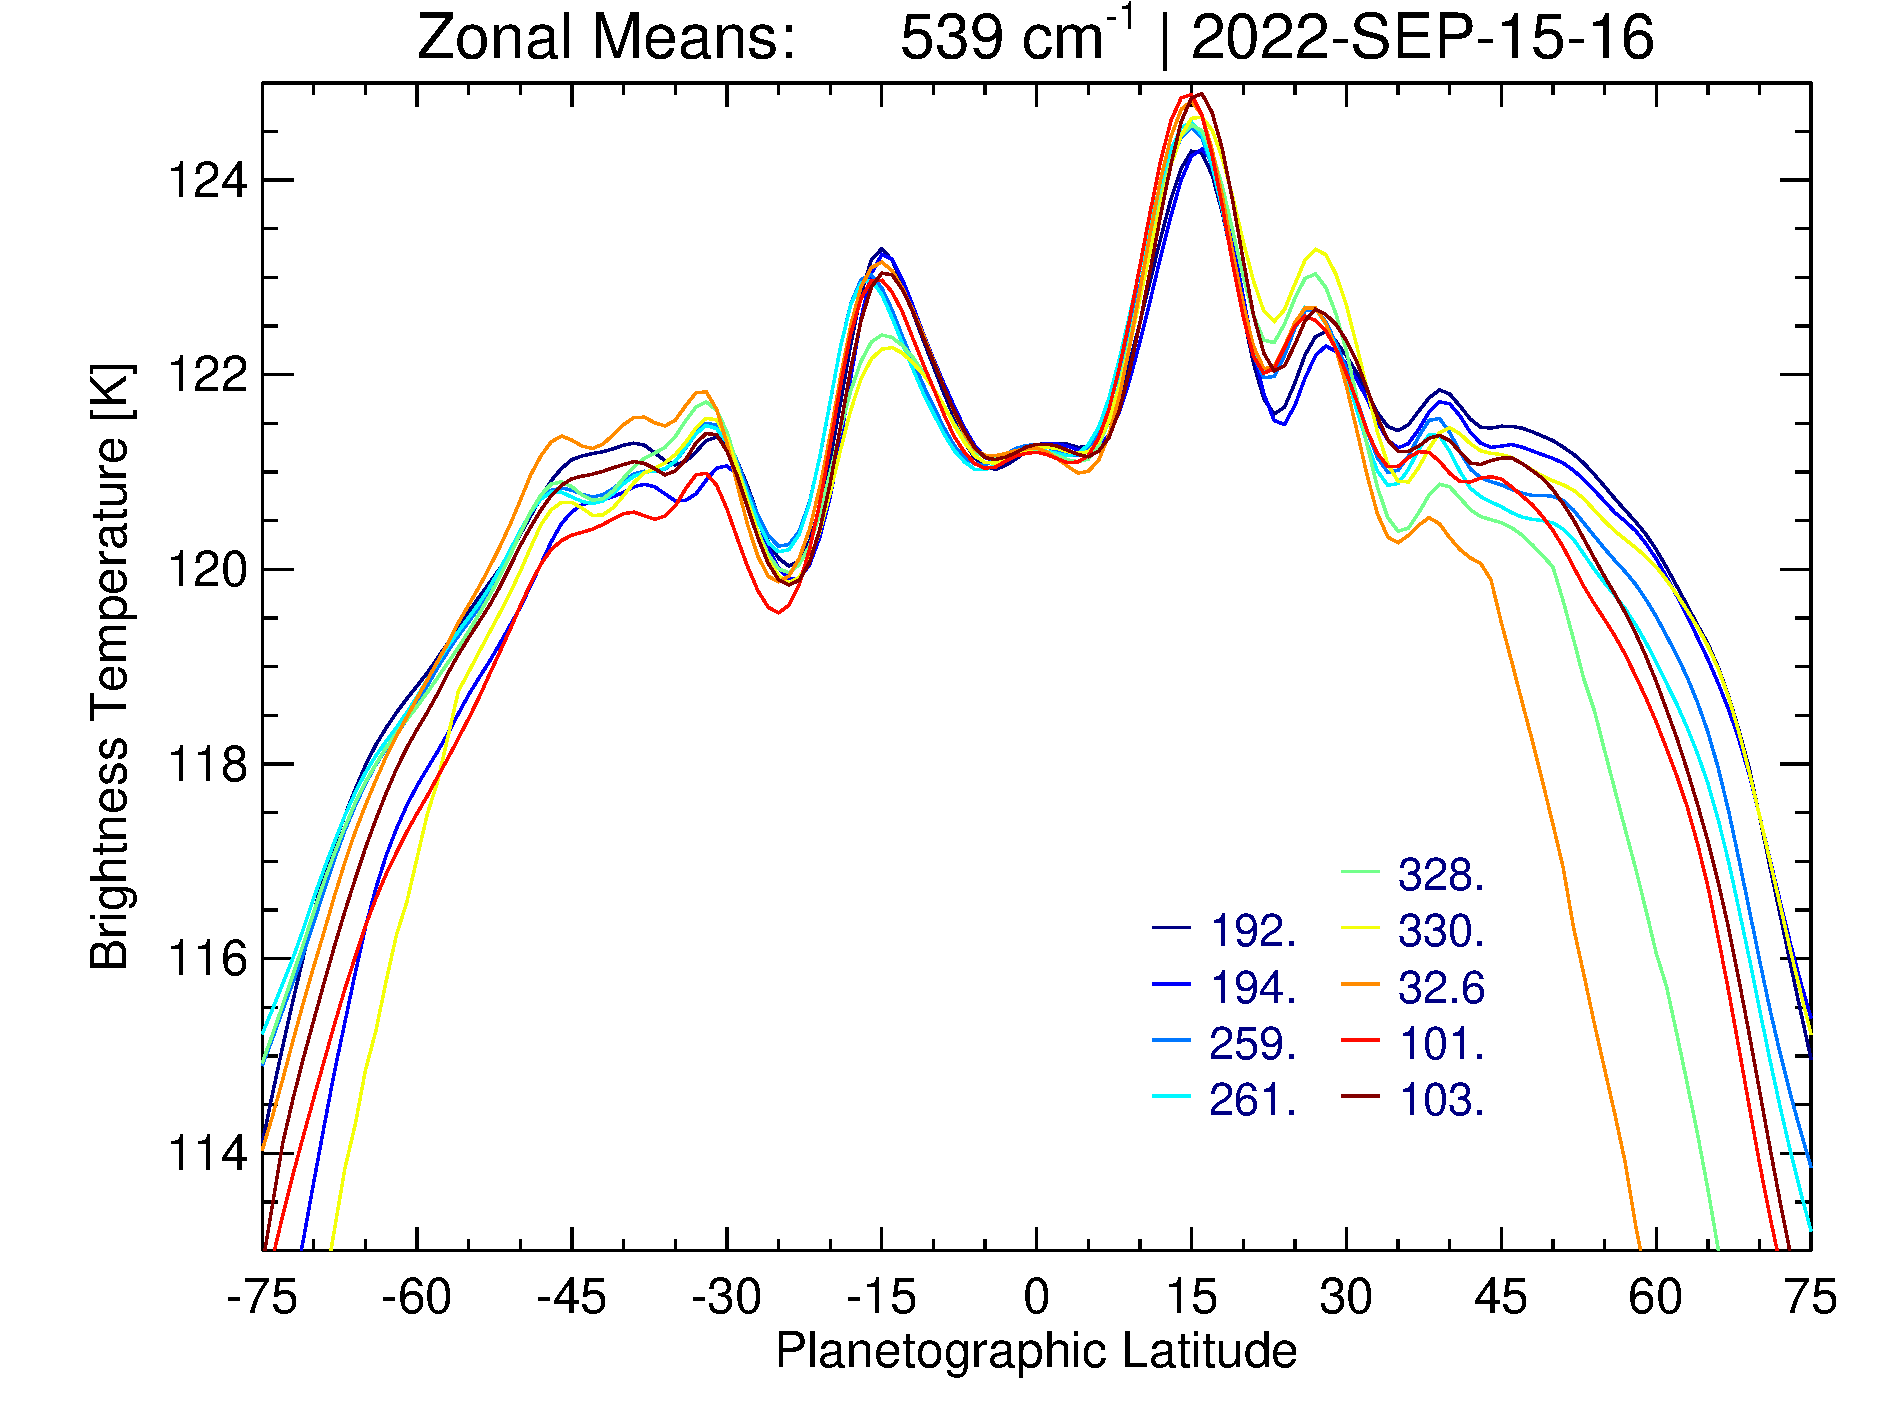 Zonal Means: 539 cm-1 | 2022-SEP-15-16
Brightness Temperature [K]
124
122
120
118
116
114
328.
192. 330.
194. 32.6
259. 101.
261. 103.
-75 -60 -45 -30 -15 0 15 30 45 60 75
Planetographic Latitude